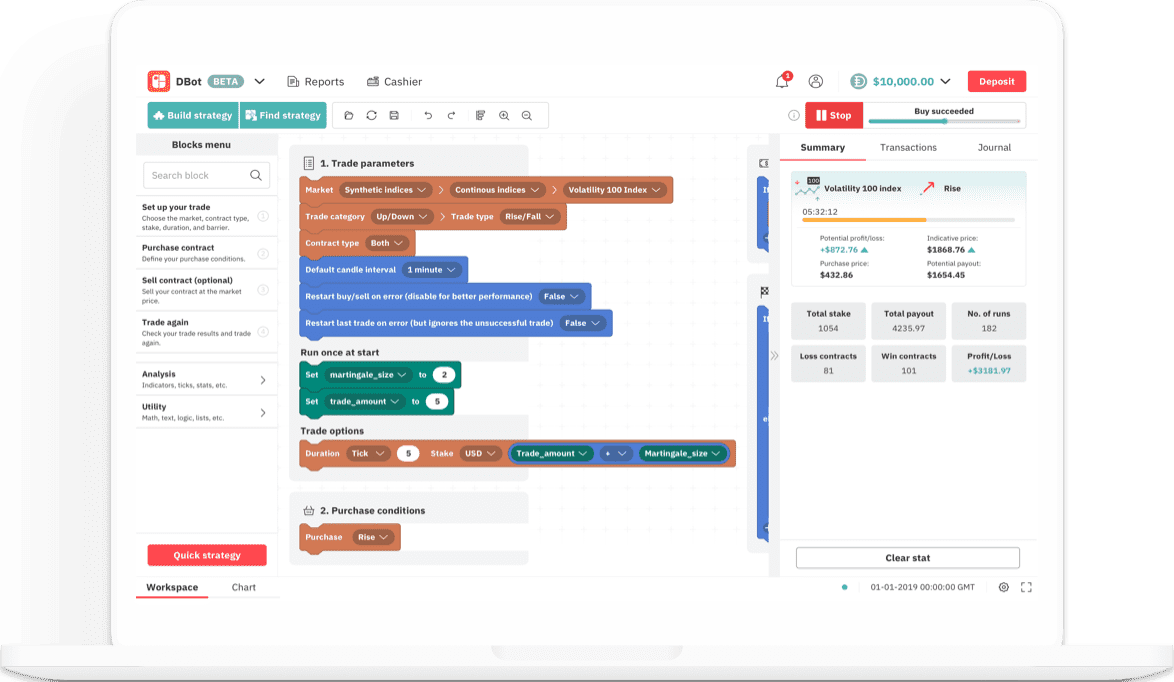 DBot BETA Reports Cashier 1 $10,000.00 Deposit
Build strategy Find strategy Stop Buy succeeded
Blocks menu
Search block
Set up your trade
Choose the market, contract type,
stake, duration, and barrier.
1
Purchase contract
Define your purchase conditions.
2
Sell contract (optional)
Sell your contract at the market
price.
3
Trade again
Check your trade results and trade
again.
4
Analysis
Indicators, ticks, stats, etc.
Utility
Math, text, logic, lists, etc.
Quick strategy
Workspace Chart
1. Trade parameters
Market Synthetic indices Continous indices Volatility 100 Index
Trade category Up/Down Trade type Rise/Fall
Contract type Both
Default candle interval 1 minute
Restart buy/sell on error (disable for better performance) False
Restart last trade on error (but ignores the unsuccessful trade) False
Run once at start
Set martingale_size to 2
Set trade_amount to 5
Trade options
Duration Tick 5 Stake USD Trade_amount + Martingale_size
2. Purchase conditions
Purchase Rise
Summary Transactions Journal
100 Volatility 100 index Rise
05:32:12
Potential profit/loss: Indicative price:
+$872.76 $1868.76
Purchase price: Potential payout:
$432.86 $1654.45
Total stake Total payout No. of runs
1054 4235.97 182
Loss contracts Win contracts Profit/Loss
81 101 +$3181.97
Clear stat
01-01-2019 00:00:00 GMT